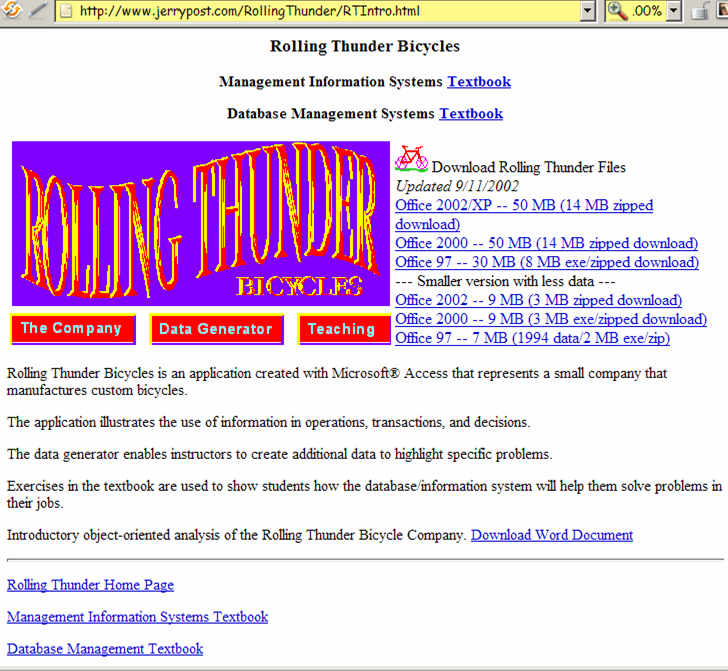 http://www.jerrypost.com/RollingThunder/RTIntro.html
.00%
Rolling Thunder Bicycles
Management Information Systems Textbook
Database Management Systems Textbook
ROLLING THUNDER
BICYCLES
The Company
Data Generator
Teaching
Download Rolling Thunder Files
Updated 9/11/2002
Office 2002/XP -- 50 MB (14 MB zipped
download)
Office 2000 -- 50 MB (14 MB zipped download)
Office 97 -- 30 MB (8 MB exe/zipped download)
--- Smaller version with less data ---
Office 2002 -- 9 MB (3 MB zipped download)
Office 2000 -- 9 MB (3 MB exe/zipped download)
Office 97 -- 7 MB (1994 data/2 MB exe/zip)
Rolling Thunder Bicycles is an application created with Microsoft® Access that represents a small company that
manufactures custom bicycles.
The application illustrates the use of information in operations, transactions, and decisions.
The data generator enables instructors to create additional data to highlight specific problems.
Exercises in the textbook are used to show students how the database/information system will help them solve problems in
their jobs.
Introductory object-oriented analysis of the Rolling Thunder Bicycle Company. Download Word Document
Rolling Thunder Home Page
Management Information Systems Textbook
Database Management Textbook